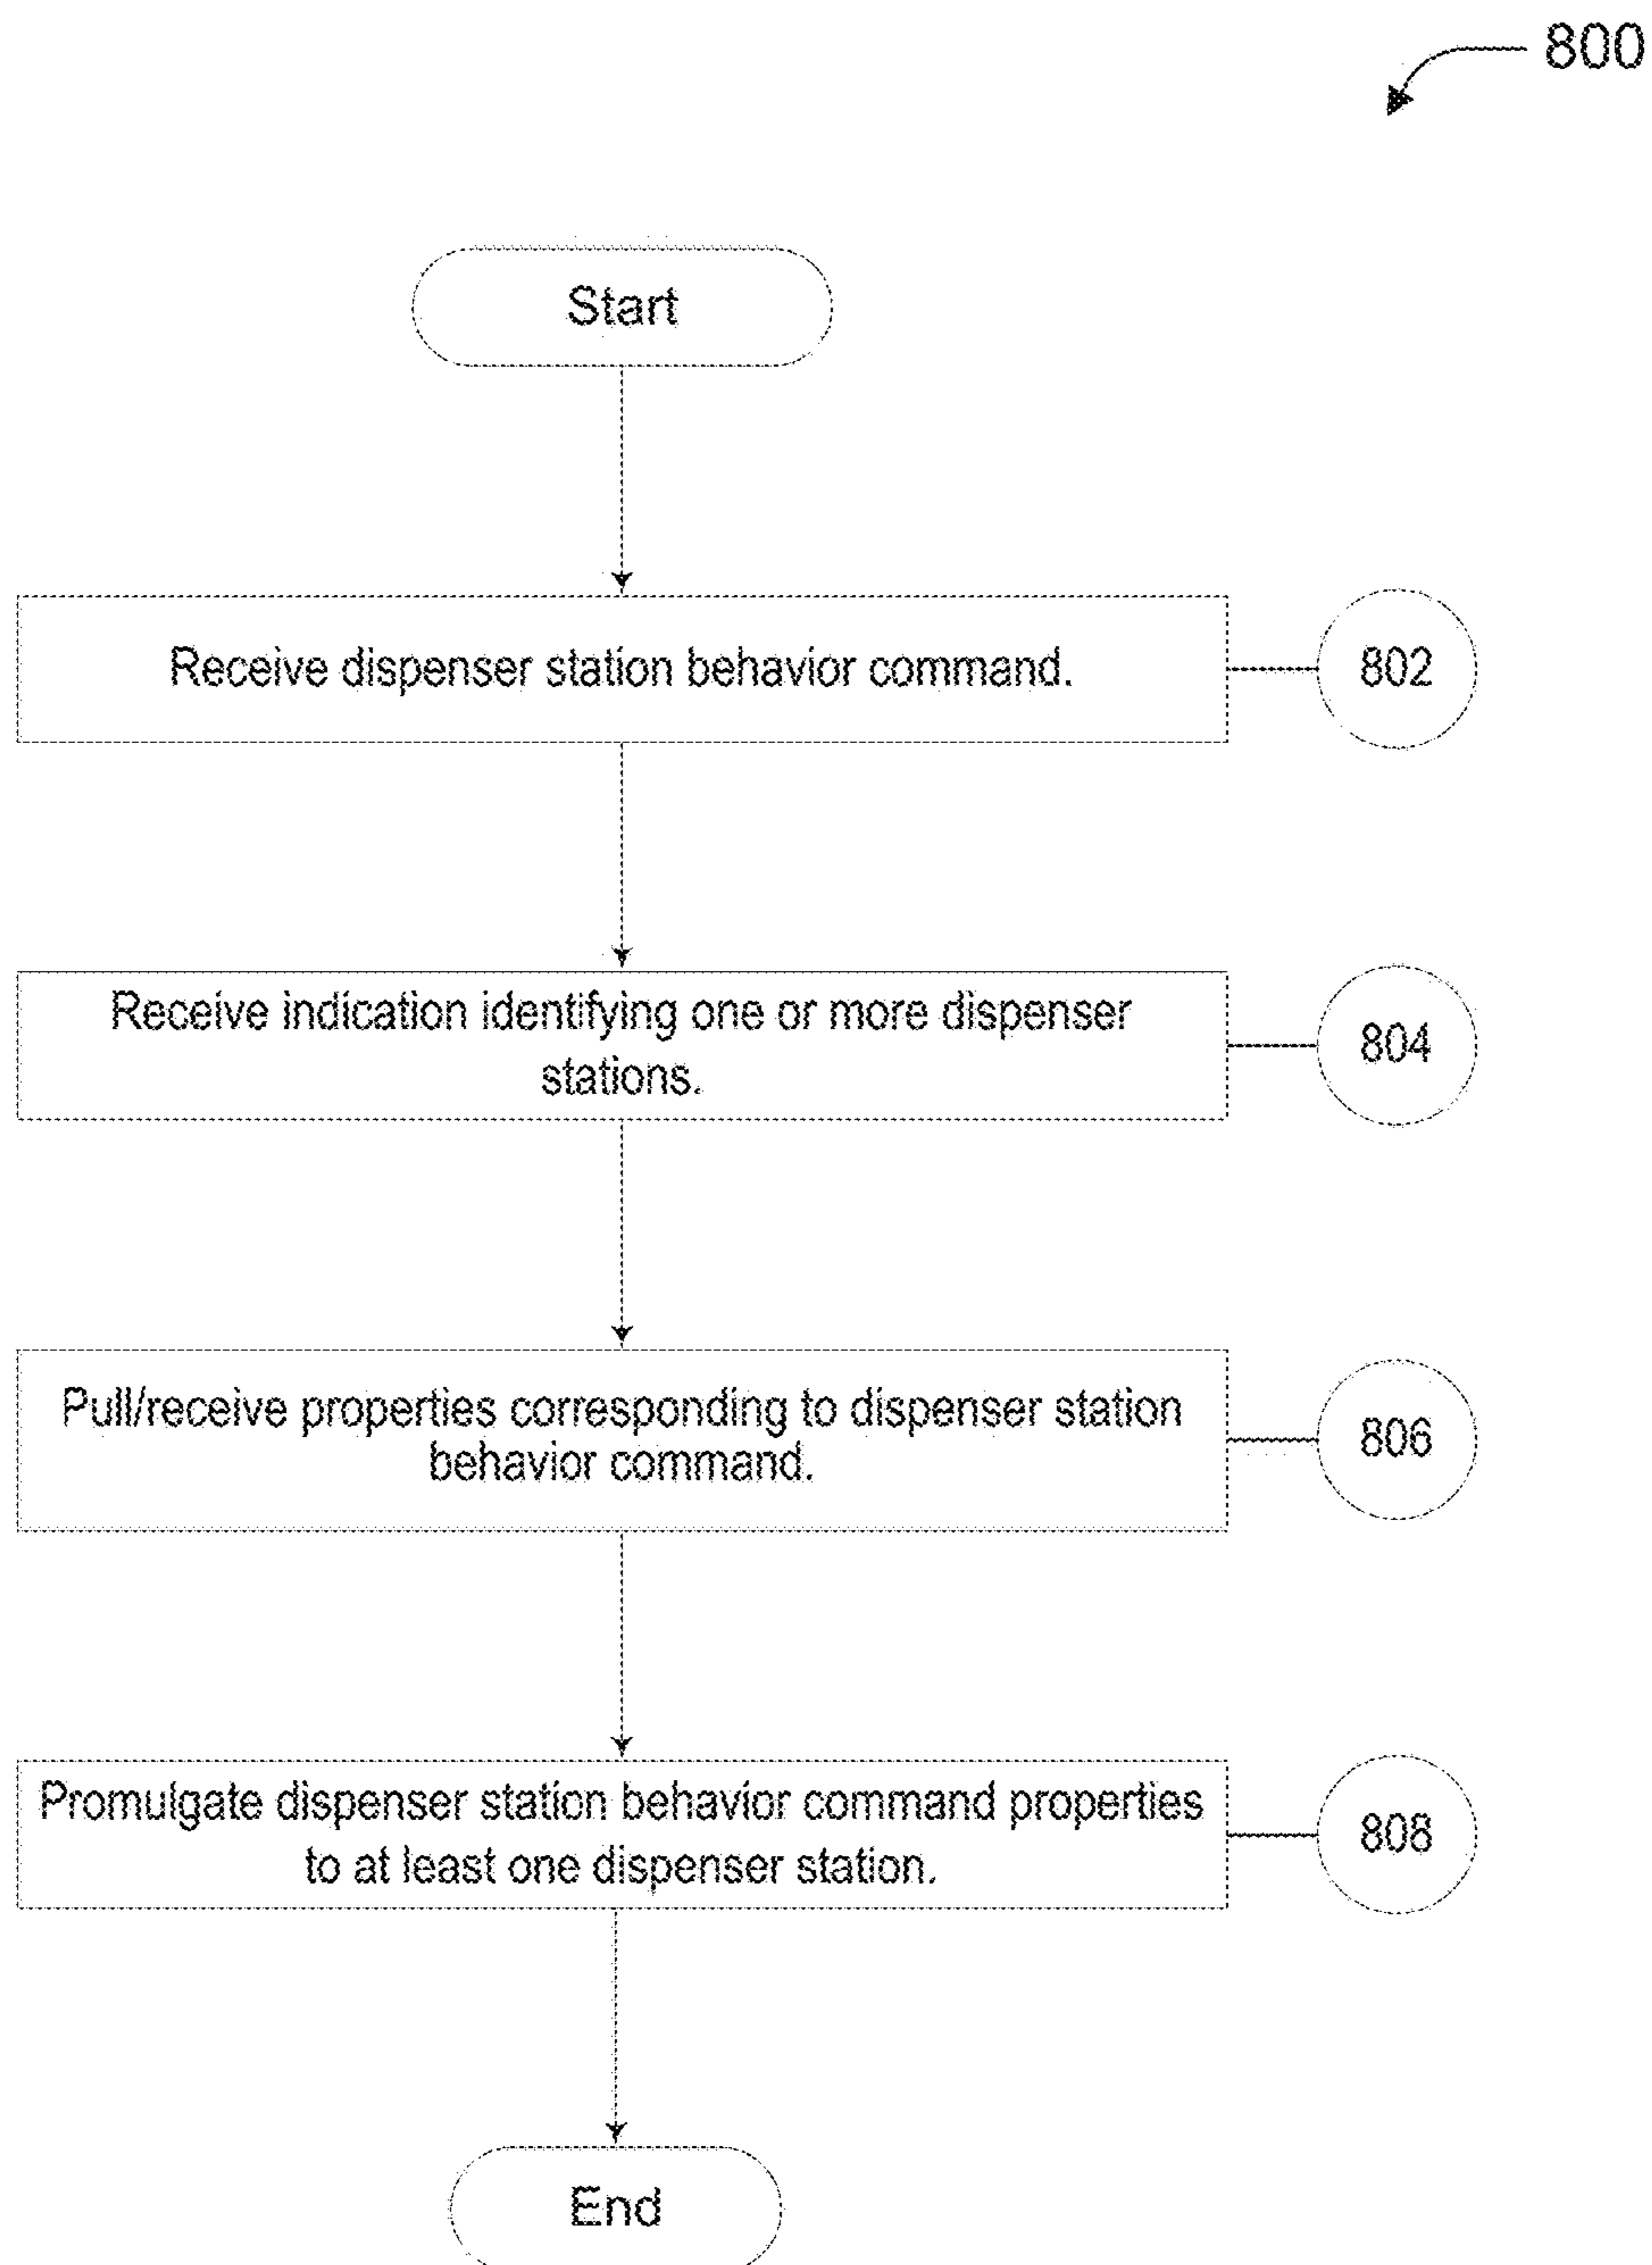 800
Start
Receive dispenser station behavior command.
802
Receive indication identifying one or more dispenser
stations.
804
Pull/receive properties corresponding to dispenser station
behavior command.
806
Promulgate dispenser station behavior command properties
to at least one dispenser station.
808
End